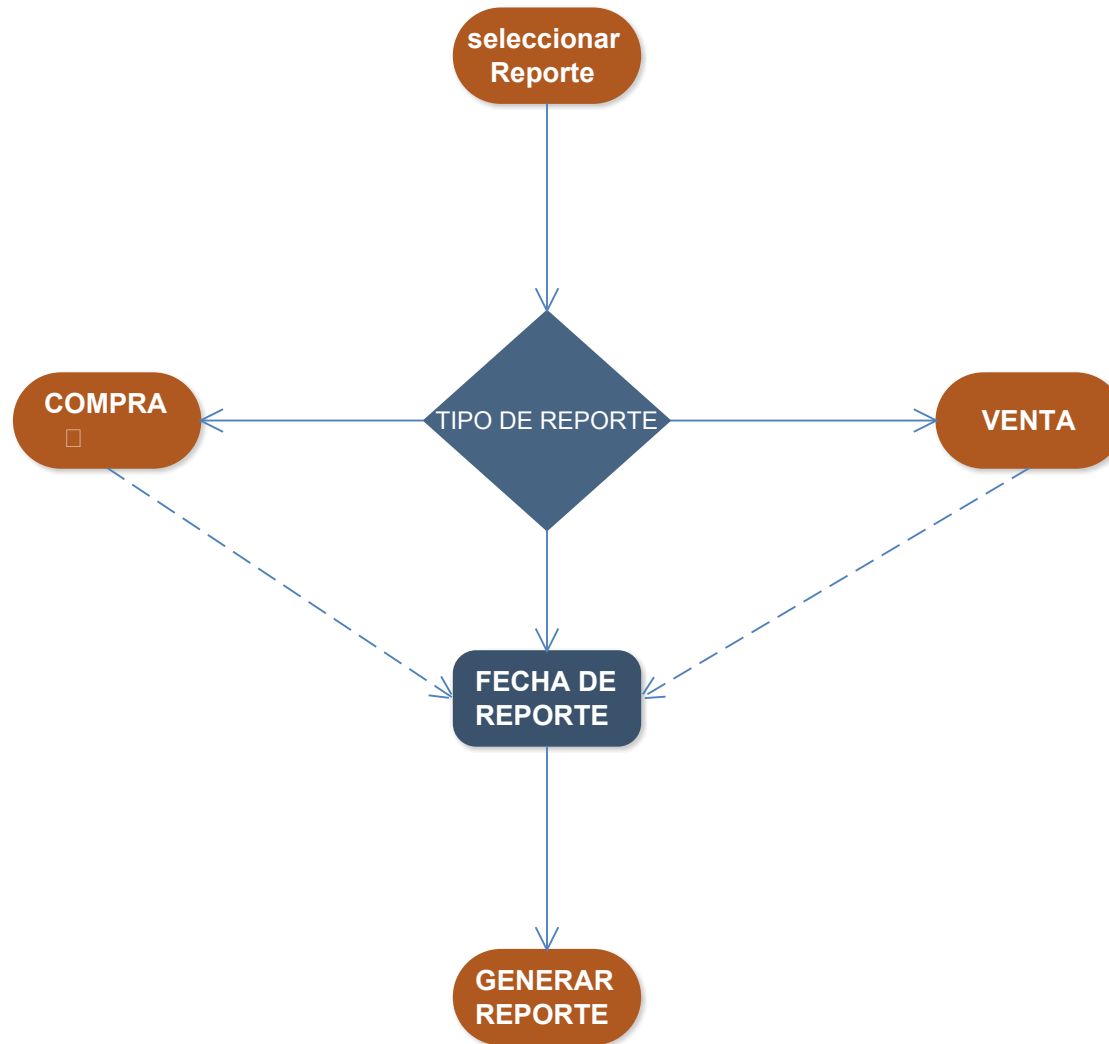 seleccionar
Reporte
COMPRA
TIPO DE REPORTE
VENTA
FECHA DE
REPORTE
GENERAR
REPORTE